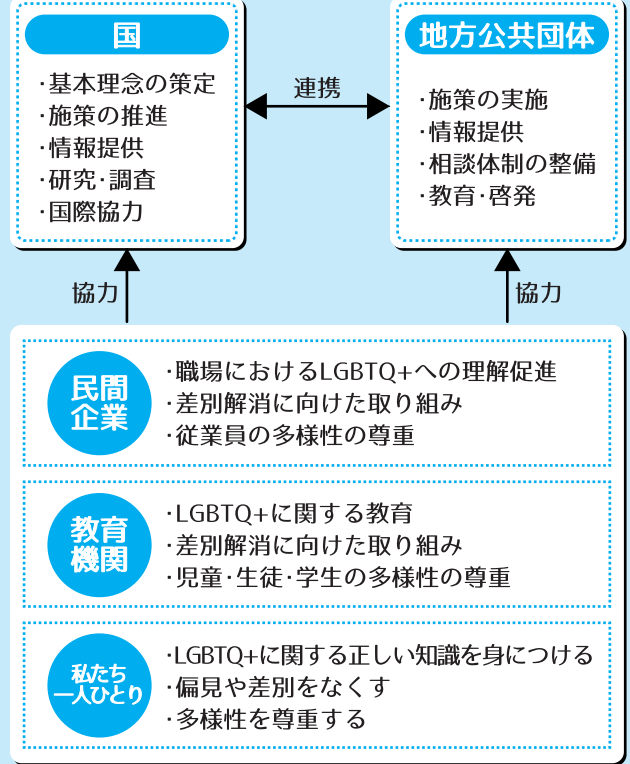 国
・基本理念の策定
・施策の推進
・情報提供
・研究・調査
・国際協力
連携
地方公共団体
・施策の実施
・情報提供
・相談体制の整備
・教育・啓発
協力
協力
民間
企業
・職場におけるLGBTQ+への理解促進
・差別解消に向けた取り組み
・従業員の多様性の尊重
教育
機関
・LGBTQ+に関する教育
・差別解消に向けた取り組み
・児童・生徒・学生の多様性の尊重
私たち
一人ひとり
・LGBTQ+に関する正しい知識を身につける
・偏見や差別をなくす
・多様性を尊重する